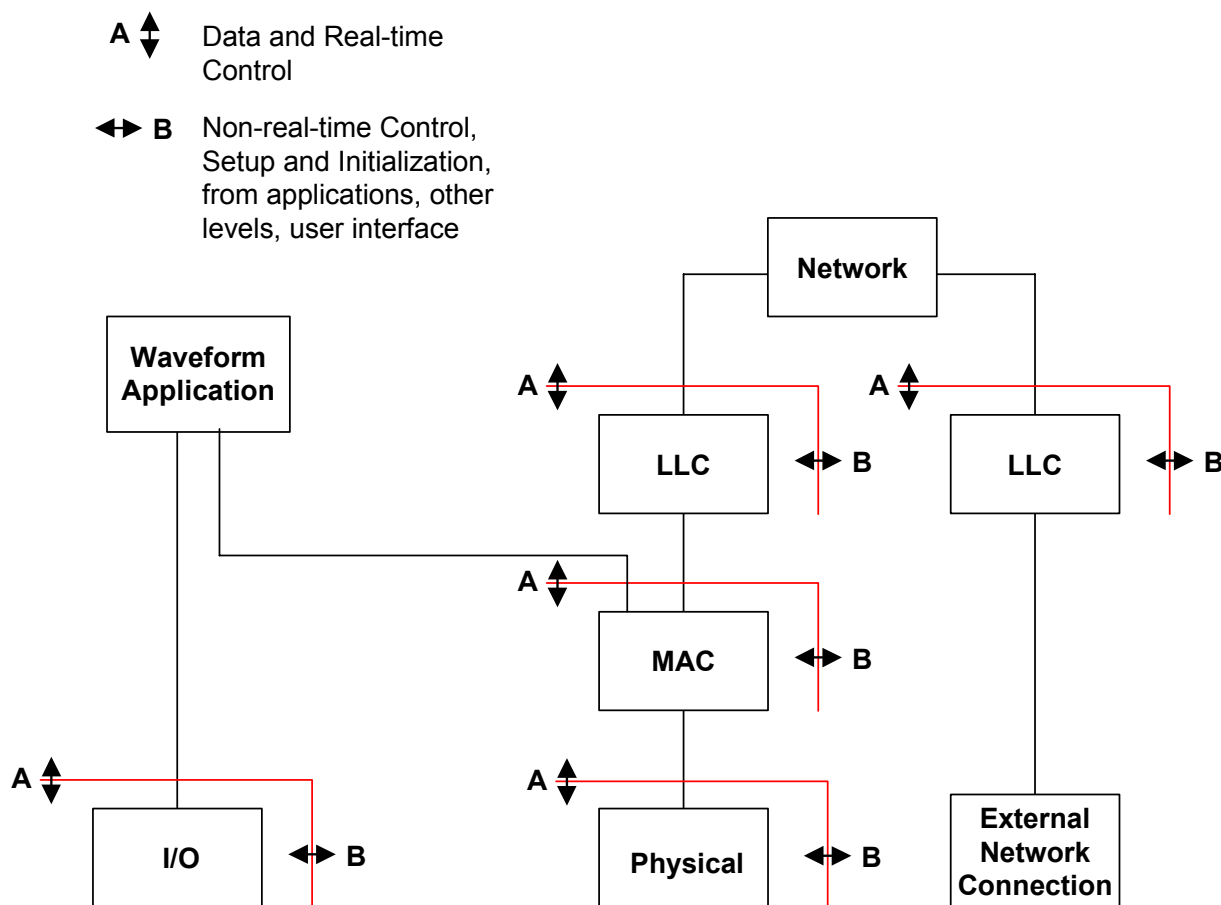 A Data and Real-time
Control
B Non-real-time Control,
Setup and Initialization,
from applications, other
levels, user interface
Network
Waveform
Application
A
A
LLC
B
LLC
B
A
MAC
B
A
A
I/O
B
Physical
B
External
Network
Connection